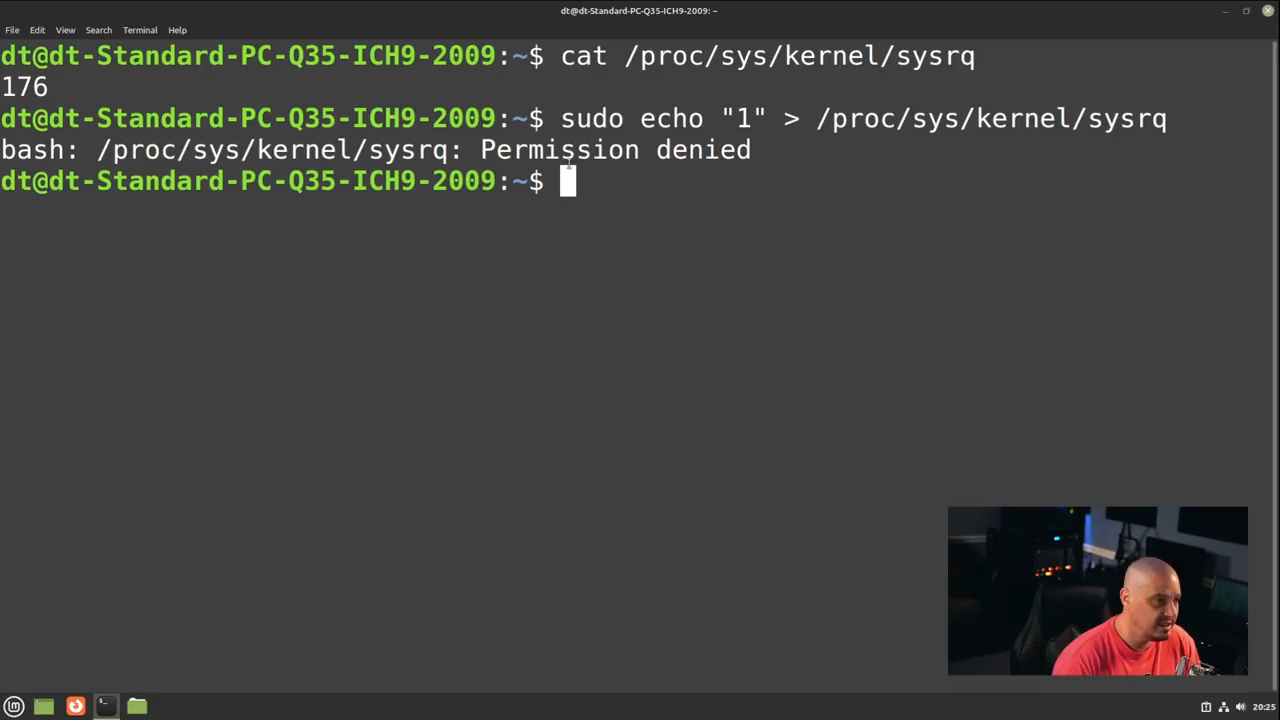 dt@dt-Standard-PC-Q35-ICH9-2009: ~
File Edit View Search Terminal Help
dt@dt-Standard-PC-Q35-ICH9-2009:~$ cat /proc/sys/kernel/sysrq
176
dt@dt-Standard-PC-Q35-ICH9-2009:~$ sudo echo "1" > /proc/sys/kernel/sysrq
bash: /proc/sys/kernel/sysrq: Permission denied
dt@dt-Standard-PC-Q35-ICH9-2009:~$
20:25